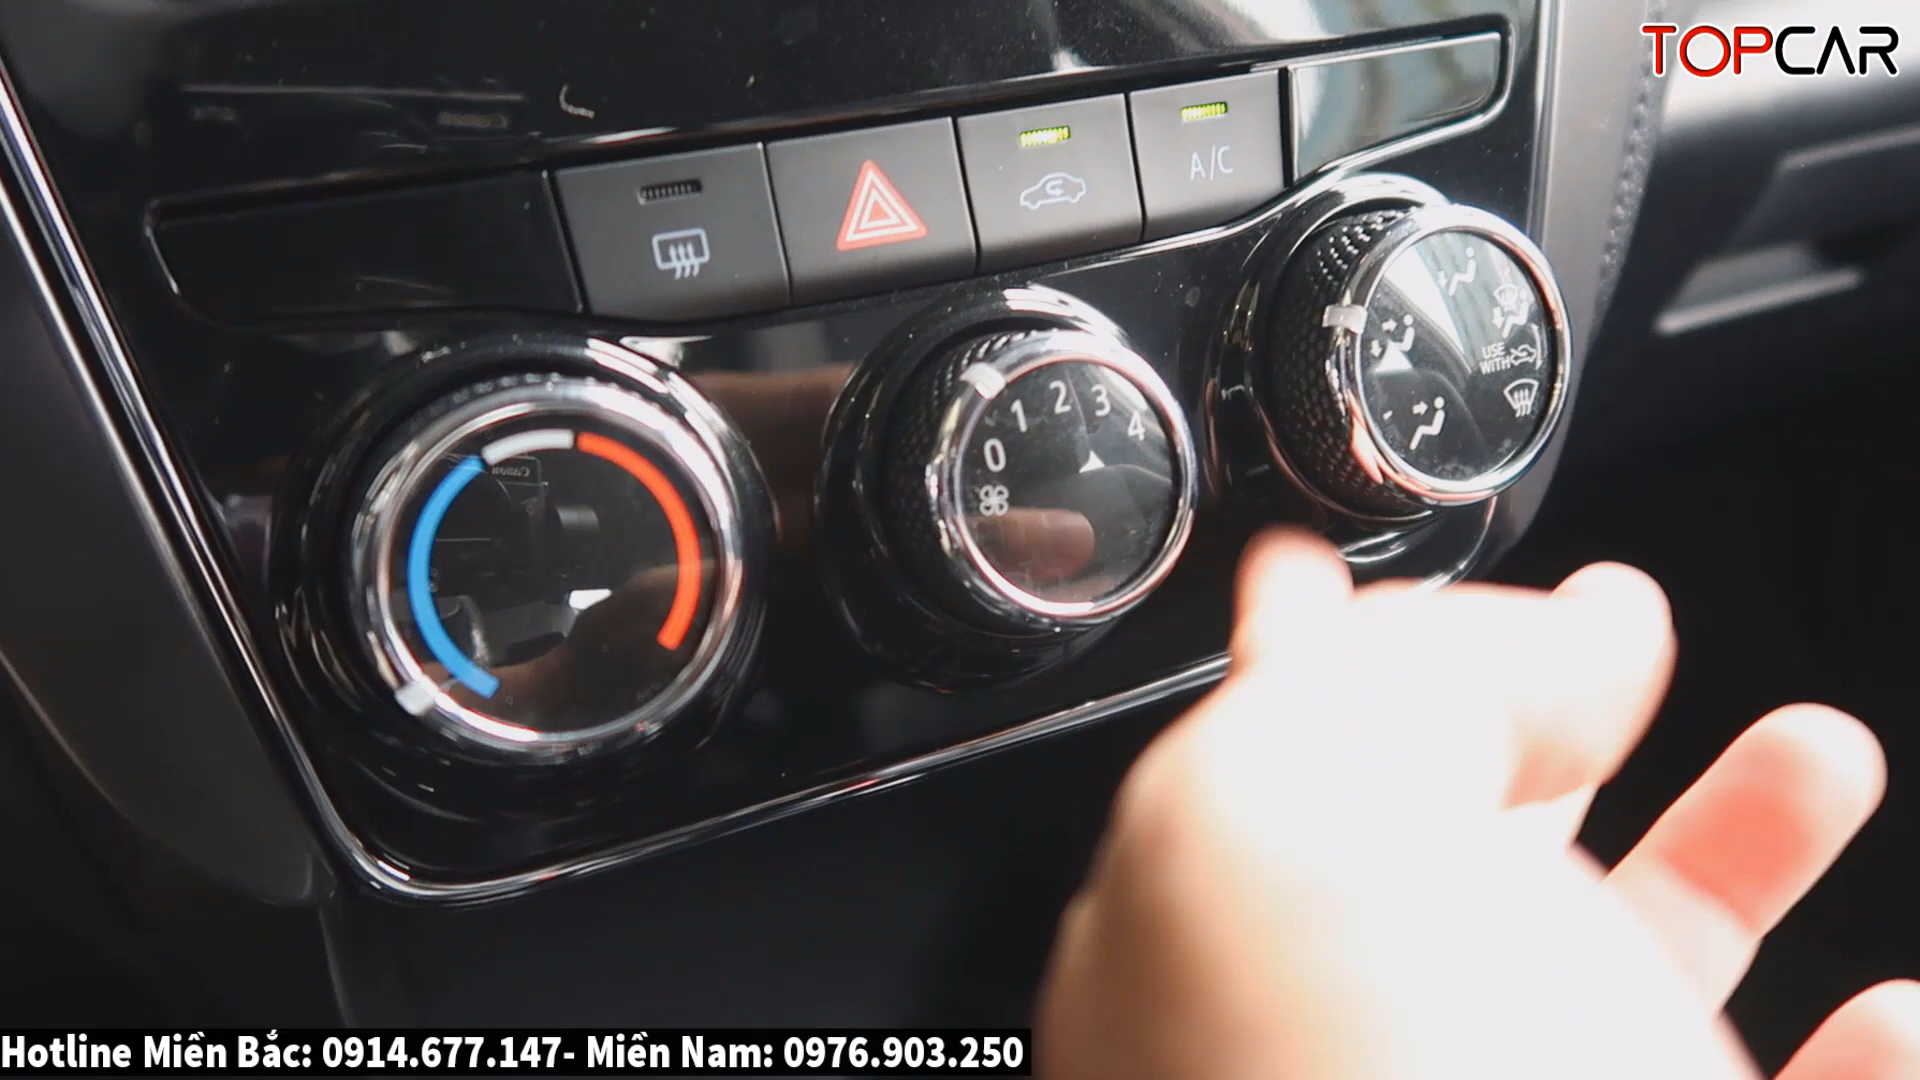 TOPCAR
A/C
0 1 2 3 4
USE
WITH
Canon
Hotline Miền Bắc: 0914.677.147- Miền Nam: 0976.903.250